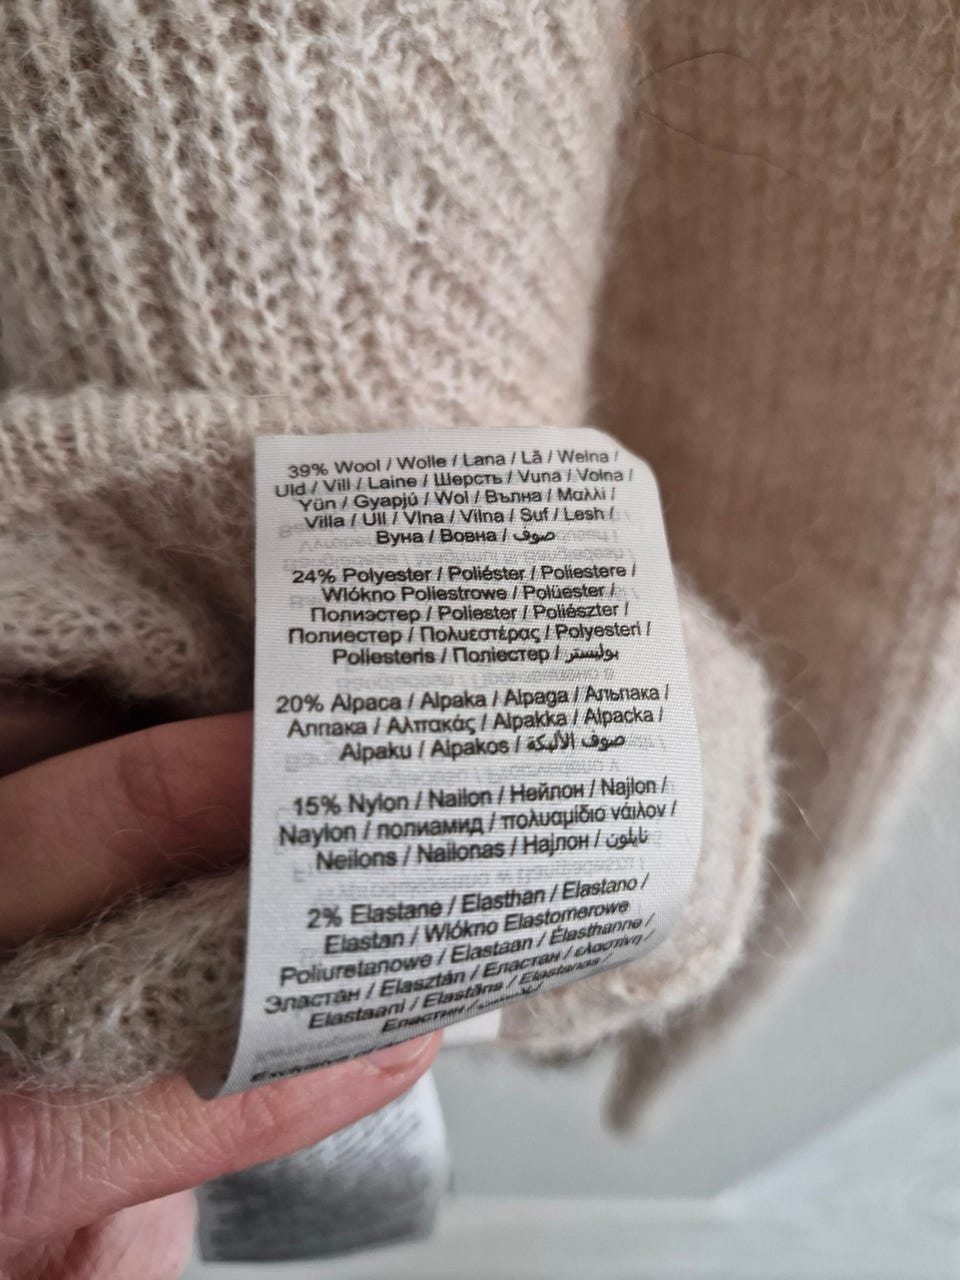 39% Wool / Wolle / Lana / Lã / Wełna /
Uld / Vill / Laine / Шерсть / Vuna / Volna /
Yün / Gyapjú / Wol / Вълна / Μαλλί /
Villa / Ull / Vlna / Vilna / Suf / Lesh /
Вуна / Вовна / صوف
24% Polyester / Poliéster / Poliestere /
Włókno Poliestrowe / Polüester /
Полиэстер / Poliester / Poliészter /
Полиестер / Πολυεστέρας / Polyesteri /
Poliesteris / Поліестер / بوليستر
20% Alpaca / Alpaka / Alpaga / Альпака /
Алпака / Αλπακάς / Alpakka / Alpacka /
Alpaku / Alpakos / صوف الألبكة
15% Nylon / Nailon / Нейлон / Najlon /
Naylon / полиамид / πολυαμίδιο νάιλον /
Neilons / Nailonas / Најлон / نايلون
2% Elastane / Elasthan / Elastano /
Elastan / Włókno Elastomerowe
Poliuretanowe / Elastaan / Élasthanne /
Эластан / Elasztán / Еластан / ελαστίνη /
Elastaani / Elastāns / Elastanas /
Еластин /